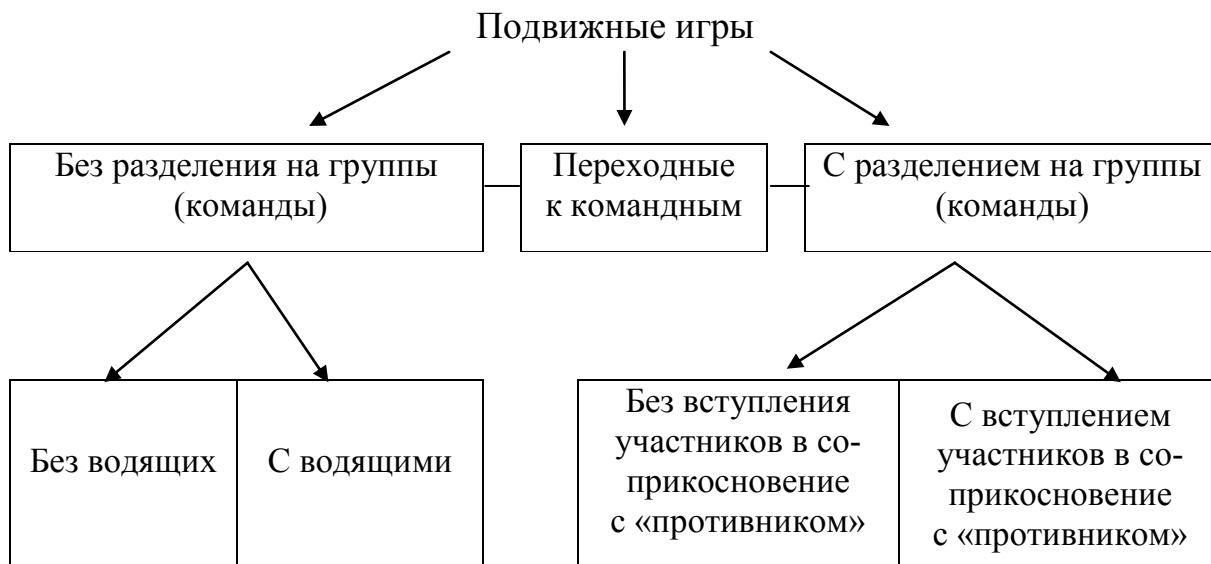 Подвижные игры
Без разделения на группы
(команды)
Переходные
к командным
С разделением на группы
(команды)
Без водящих
С водящими
Без вступления
участников в со-
прикосновение
с «противником»
С вступлением
участников в со-
прикосновение
с «противником»